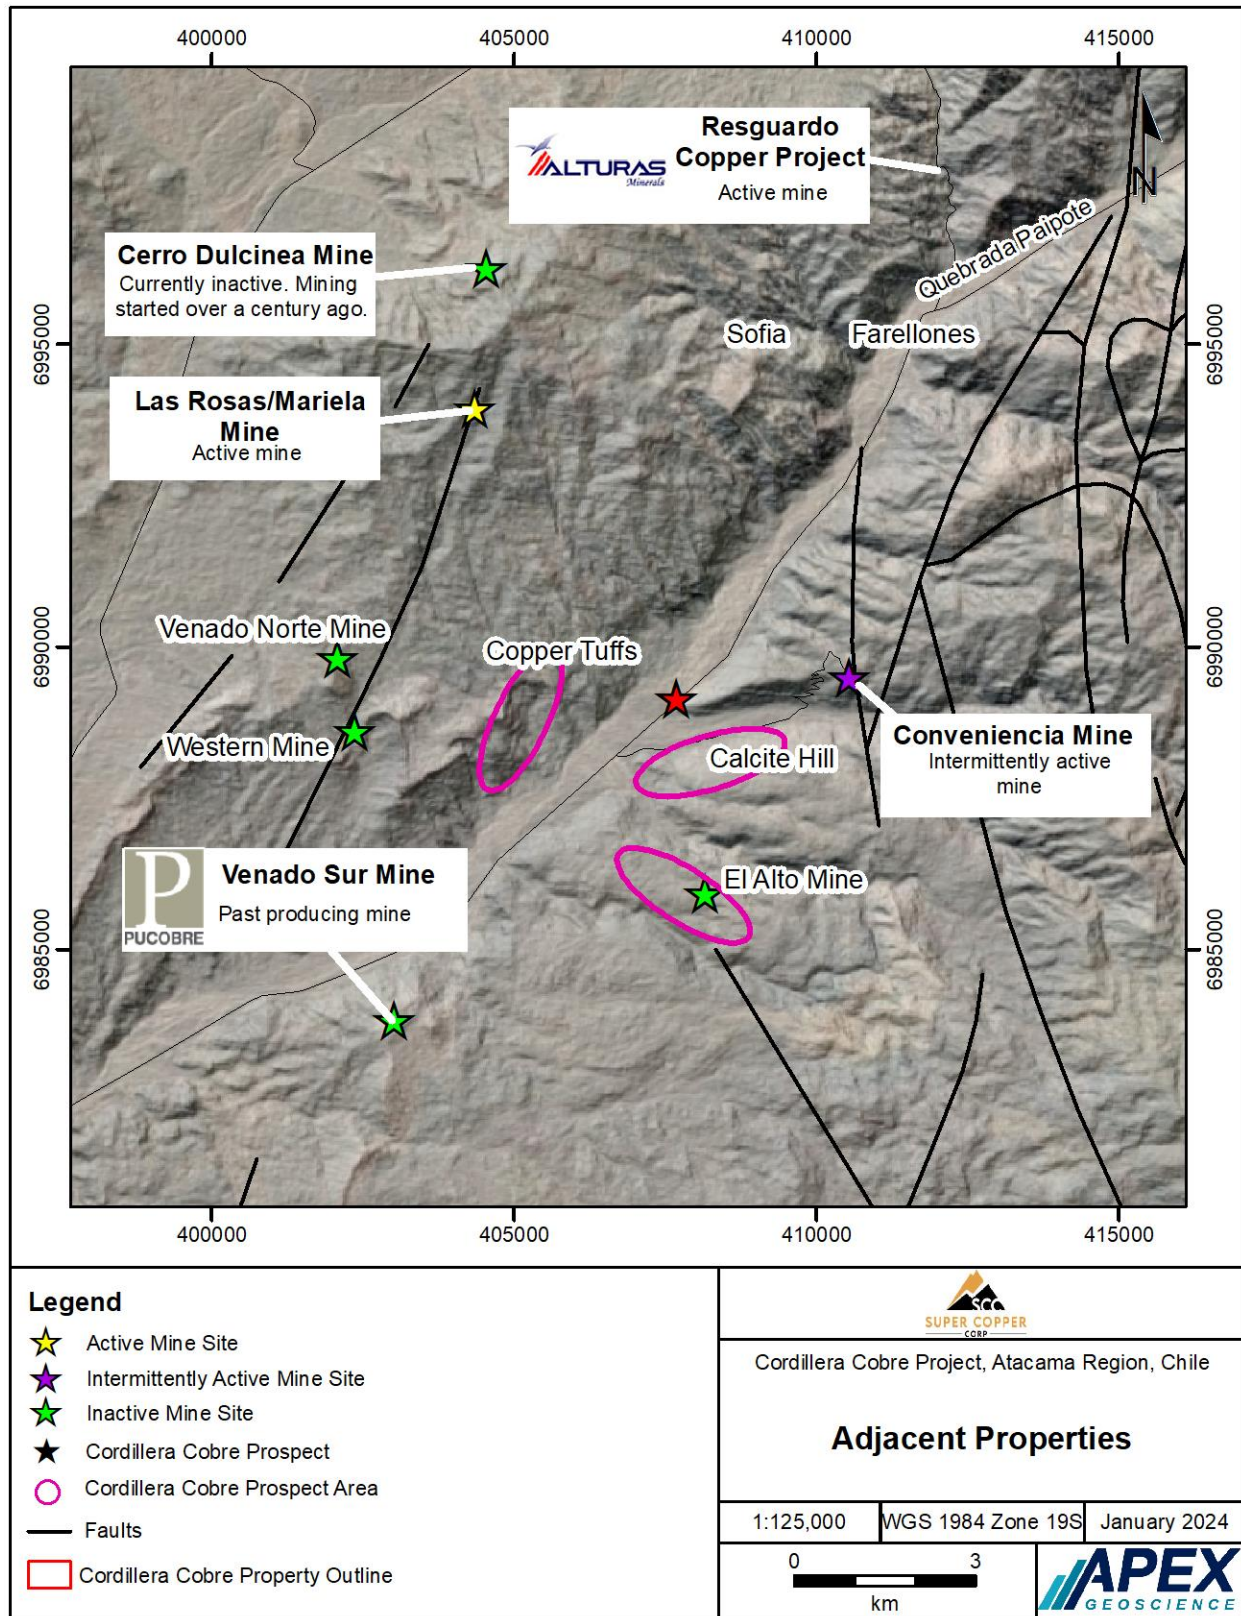 400000 405000 410000 415000
ALTURAS
Minerals
Resguardo
Copper Project
Active mine
N
Quebrada Paipote
Cerro Dulcinea Mine
Currently inactive. Mining
started over a century ago.
6995000
Sofia
Farellones
6995000
Las Rosas/Mariela
Mine
Active mine
6990000
Venado Norte Mine
Copper Tuffs
6990000
Western Mine
Calcite Hill
Conveniencia Mine
Intermittently active
mine
P
PUCOBRE
Venado Sur Mine
Past producing mine
El Alto Mine
6985000
6985000
400000 405000 410000 415000
Legend
Active Mine Site
Intermittently Active Mine Site
Inactive Mine Site
Cordillera Cobre Prospect
Cordillera Cobre Prospect Area
Faults
Cordillera Cobre Property Outline
SCC
SUPER COPPER
CORP
Cordillera Cobre Project, Atacama Region, Chile
Adjacent Properties
1:125,000 WGS 1984 Zone 19S January 2024
0 3
km
APEX
GEOSCIENCE